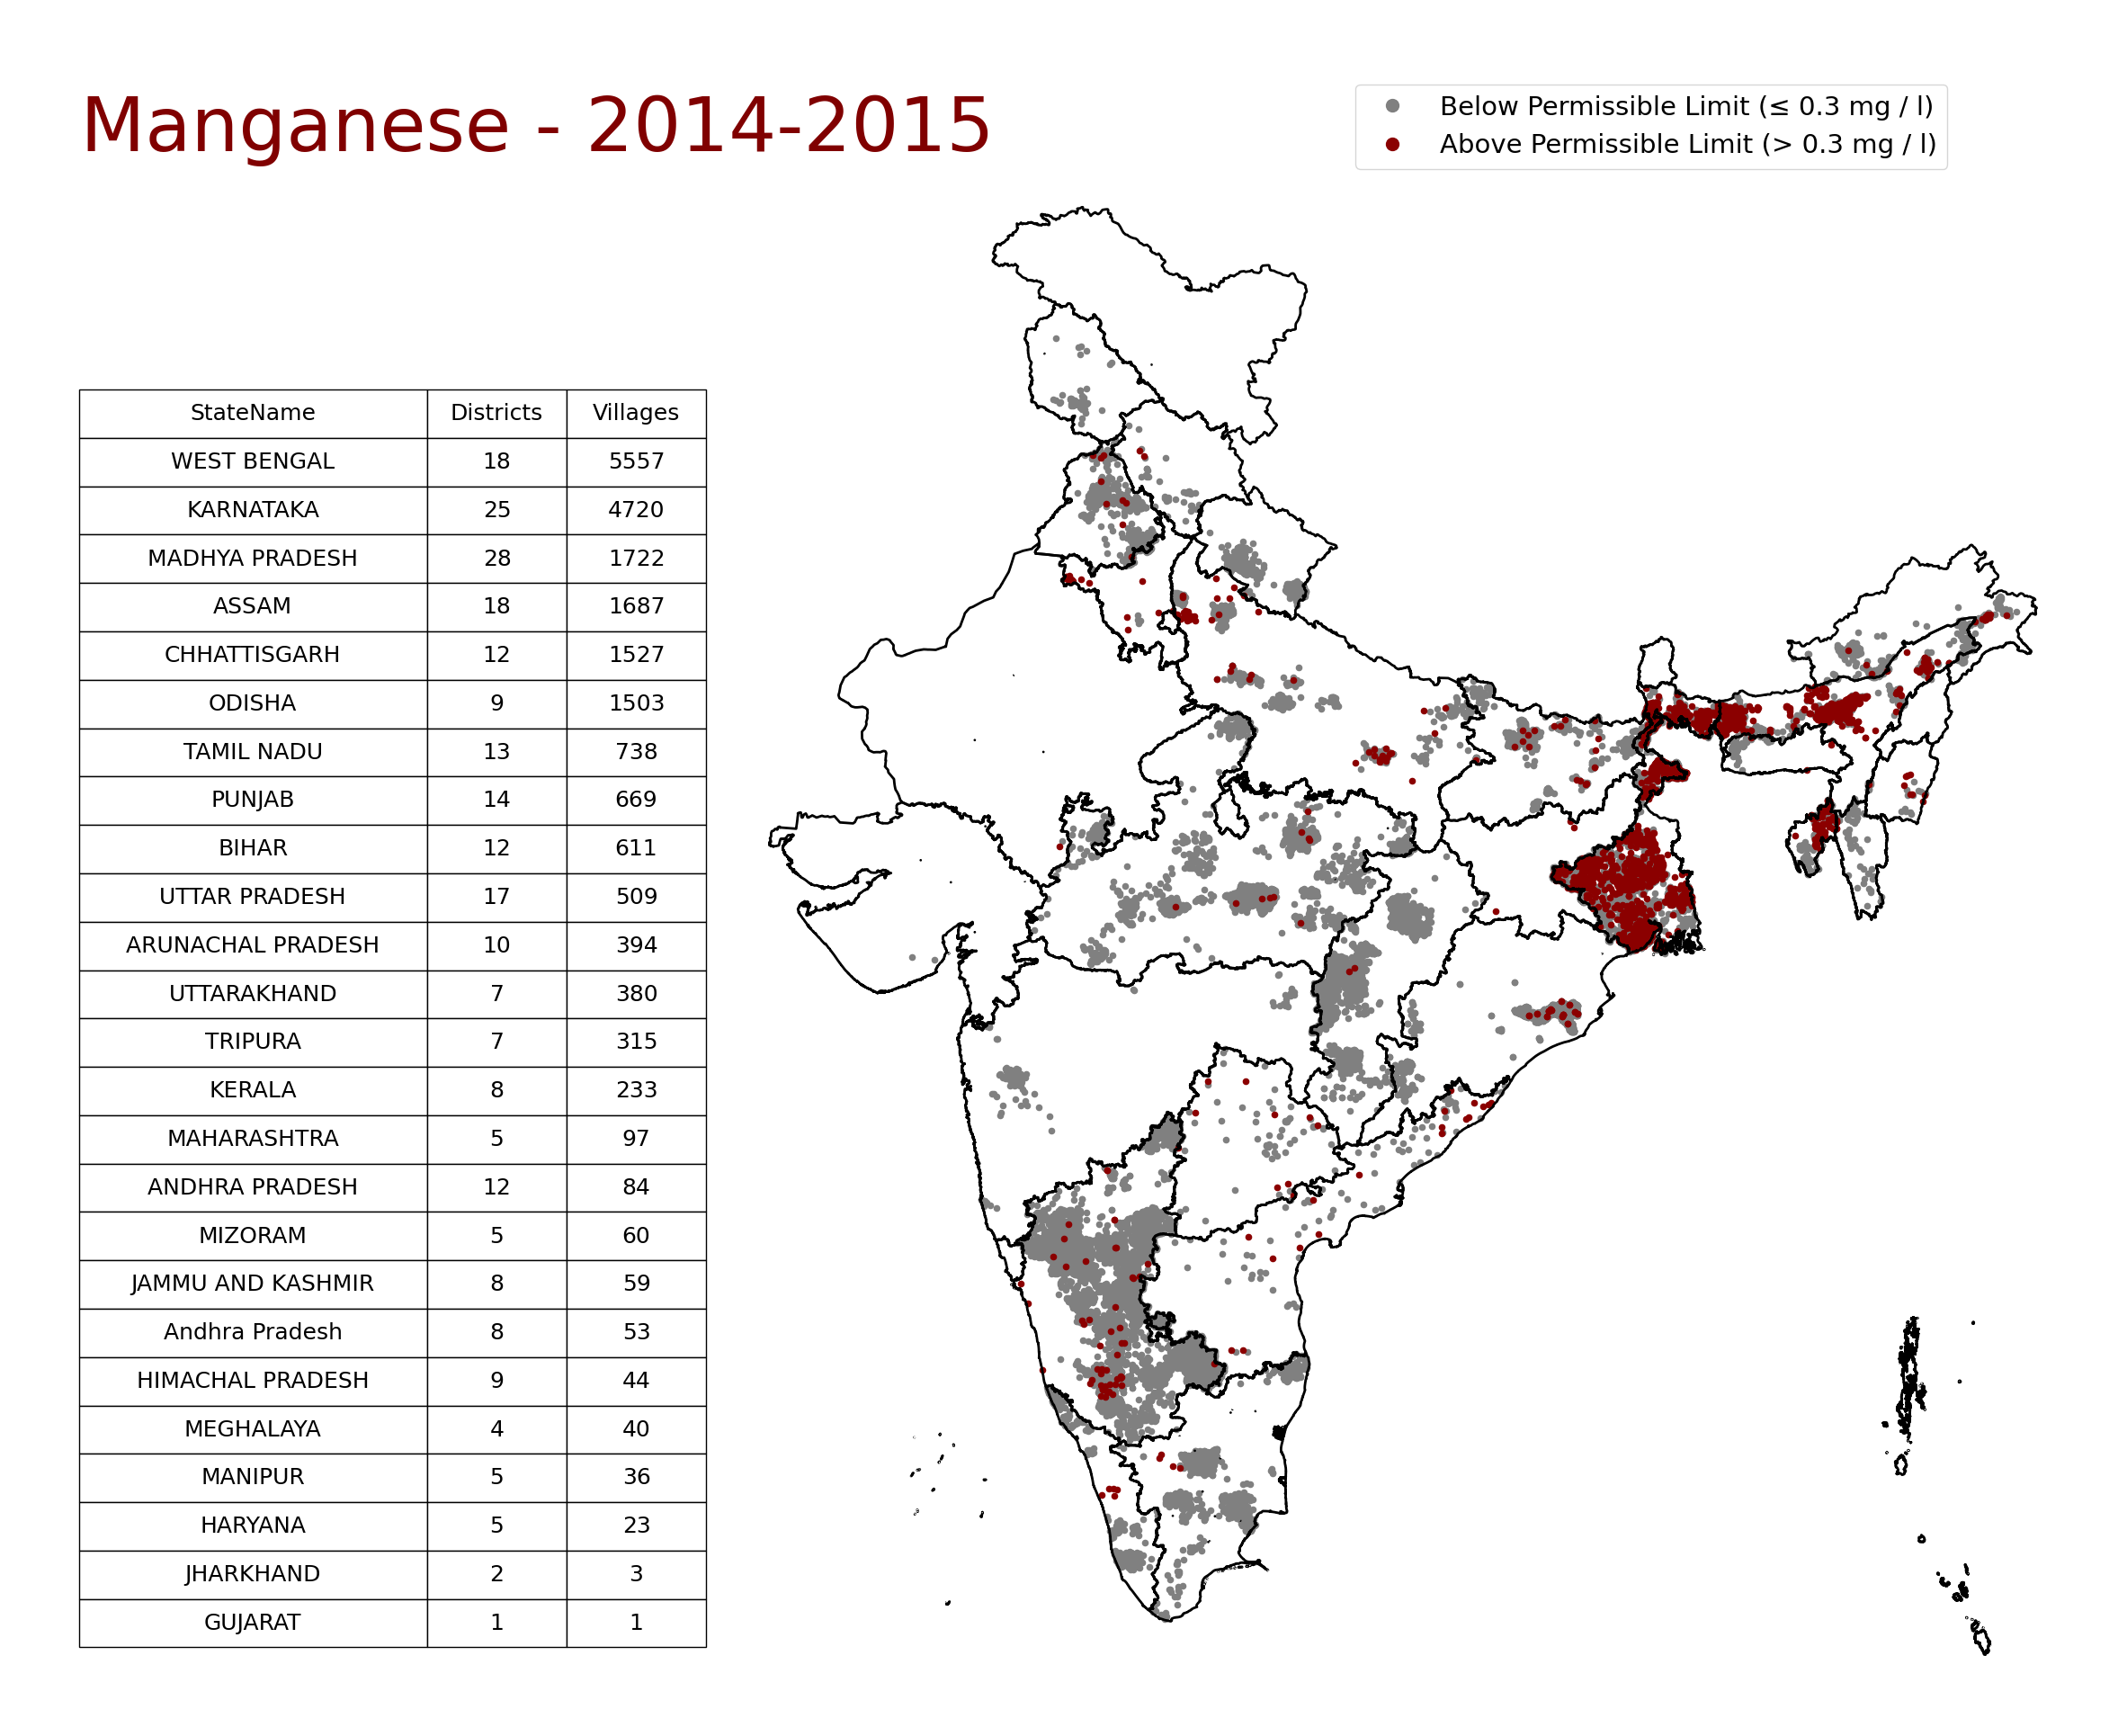 Manganese - 2014-2015
Below Permissible Limit (≤ 0.3 mg / l)
Above Permissible Limit (> 0.3 mg / l)
StateName Districts Villages
WEST BENGAL 18 5557
KARNATAKA 25 4720
MADHYA PRADESH 28 1722
ASSAM 18 1687
CHHATTISGARH 12 1527
ODISHA 9 1503
TAMIL NADU 13 738
PUNJAB 14 669
BIHAR 12 611
UTTAR PRADESH 17 509
ARUNACHAL PRADESH 10 394
UTTARAKHAND 7 380
TRIPURA 7 315
KERALA 8 233
MAHARASHTRA 5 97
ANDHRA PRADESH 12 84
MIZORAM 5 60
JAMMU AND KASHMIR 8 59
Andhra Pradesh 8 53
HIMACHAL PRADESH 9 44
MEGHALAYA 4 40
MANIPUR 5 36
HARYANA 5 23
JHARKHAND 2 3
GUJARAT 1 1